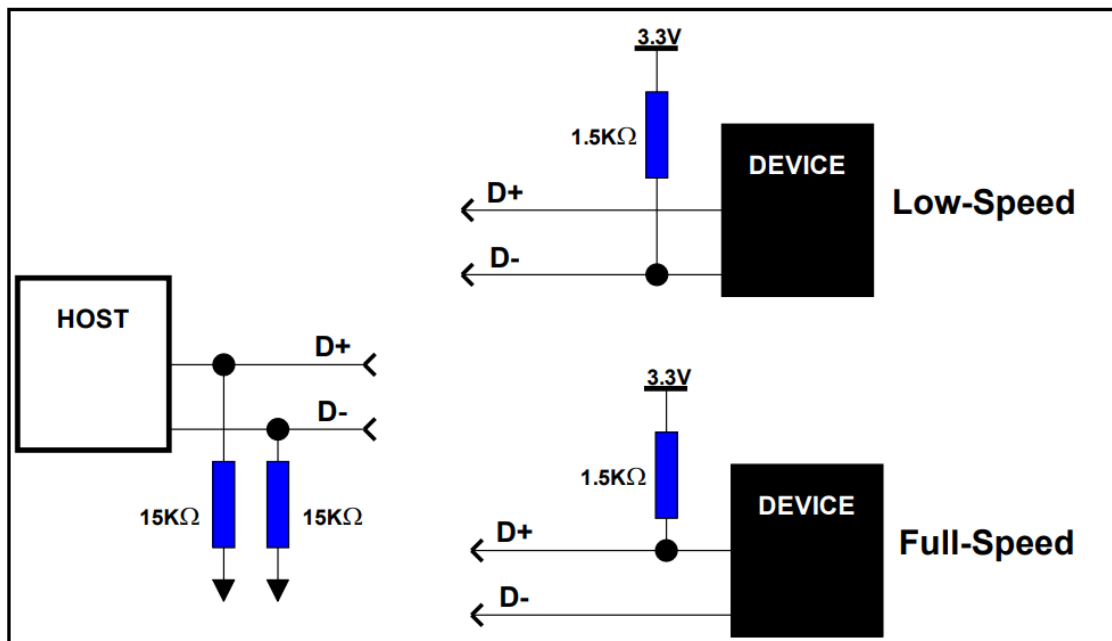 HOST
D+
D-
15KΩ
15KΩ
3.3V
1.5KΩ
DEVICE
D+
D-
Low-Speed
3.3V
1.5KΩ
DEVICE
D+
D-
Full-Speed